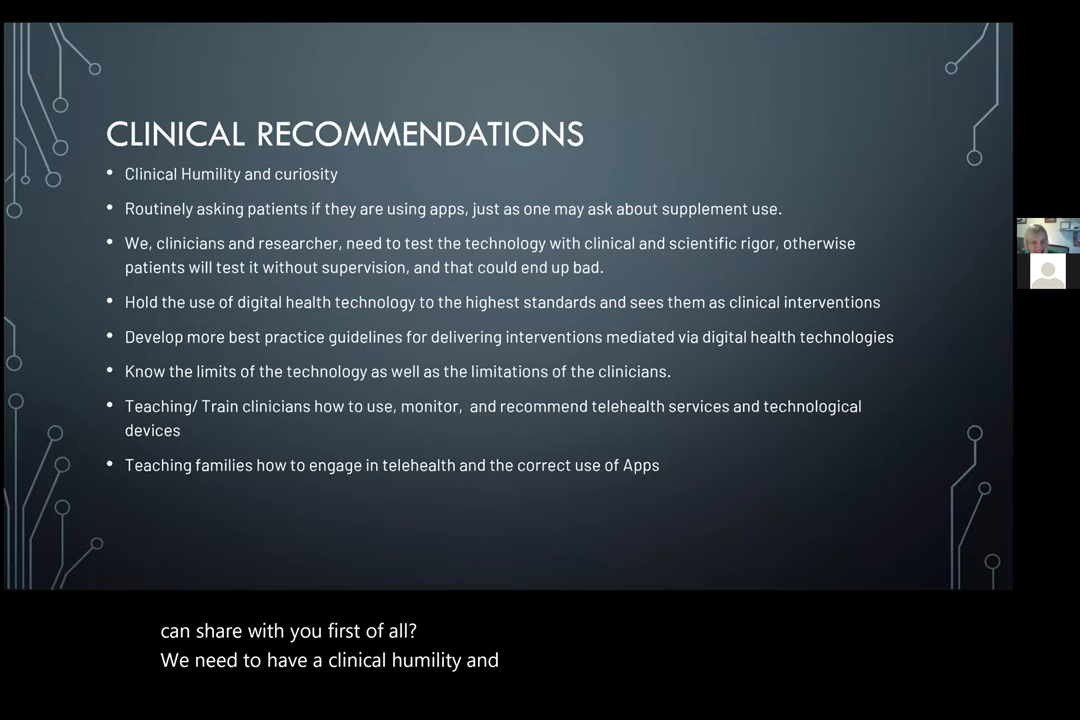 CLINICAL RECOMMENDATIONS
• Clinical Humility and curiosity
• Routinely asking patients if they are using apps, just as one may ask about supplement use.
• We, clinicians and researcher, need to test the technology with clinical and scientific rigor, otherwise
patients will test it without supervision, and that could end up bad.
• Hold the use of digital health technology to the highest standards and sees them as clinical interventions
• Develop more best practice guidelines for delivering interventions mediated via digital health technologies
• Know the limits of the technology as well as the limitations of the clinicians.
• Teaching/ Train clinicians how to use, monitor, and recommend telehealth services and technological
devices
• Teaching families how to engage in telehealth and the correct use of Apps
can share with you first of all?
We need to have a clinical humility and